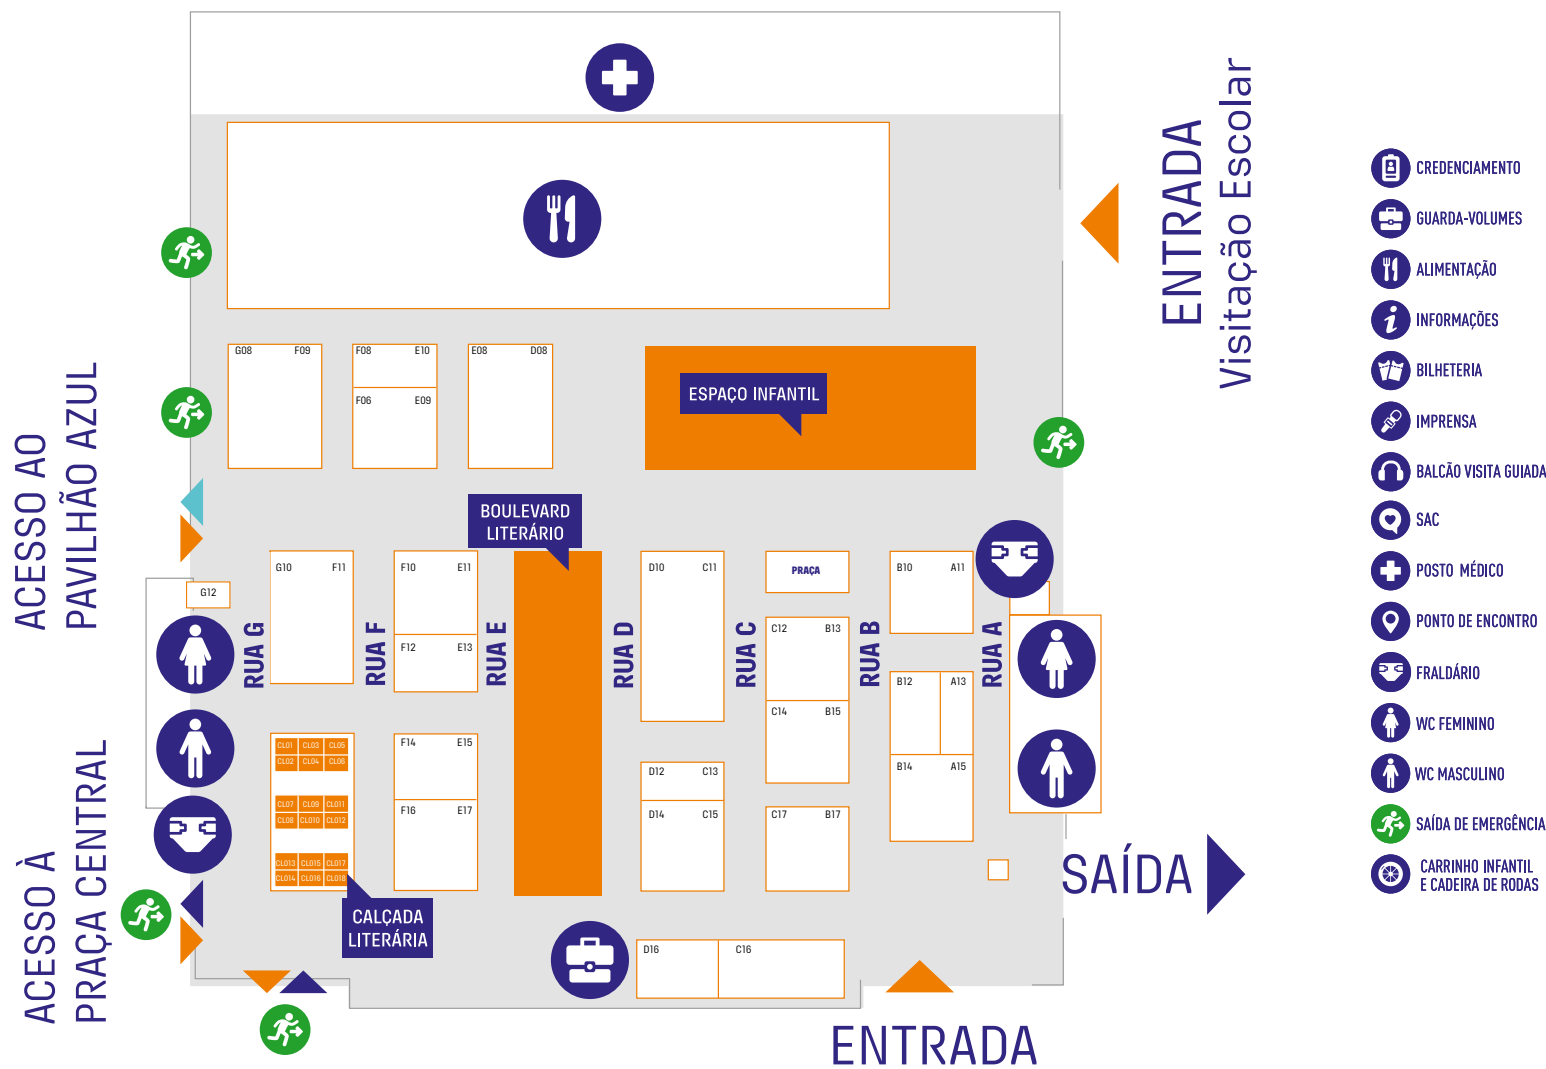 ENTRADA
Visitação Escolar
ACESSO AO
PAVILHÃO AZUL
ACESSO À
PRAÇA CENTRAL
G08 F09
F08 E10
F06 E09
E08 D08
ESPAÇO INFANTIL
BOULEVARD
LITERÁRIO
G12
G10 F11
F10 E11
F12 E13
D10 C11
PRAÇA
C12 B13
C14 B15
B10 A11
B12 A13
B14 A15
RUA G
RUA F
RUA E
RUA D
RUA C
RUA B
RUA A
CL01 CL03 CL05
CL02 CL04 CL06
CL07 CL09 CL011
CL08 CL010 CL012
CL013 CL015 CL017
CL014 CL016 CL018
F14 E15
F16 E17
D12 C13
D14 C15
C17 B17
CALÇADA
LITERÁRIA
D16 C16
SAÍDA
ENTRADA
CREDENCIAMENTO
GUARDA-VOLUMES
ALIMENTAÇÃO
INFORMAÇÕES
BILHETERIA
IMPRENSA
BALCÃO VISITA GUIADA
SAC
POSTO MÉDICO
PONTO DE ENCONTRO
FRALDÁRIO
WC FEMININO
WC MASCULINO
SAÍDA DE EMERGÊNCIA
CARRINHO INFANTIL
E CADEIRA DE RODAS